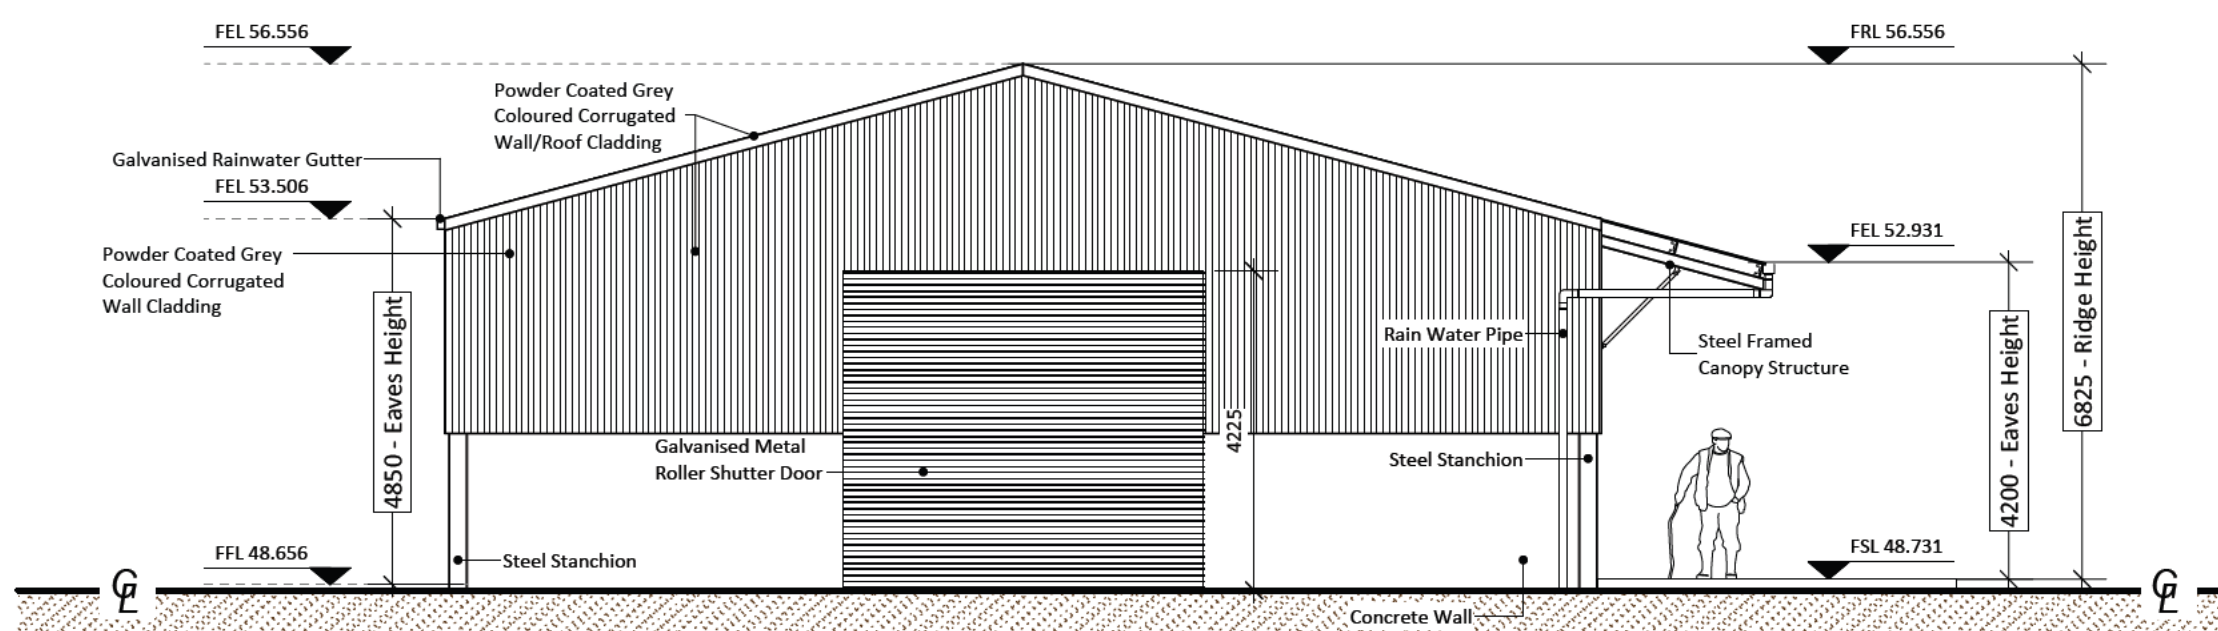 FEL 56.556
FRL 56.556
Powder Coated Grey
Coloured Corrugated
Wall/Roof Cladding
Galvanised Rainwater Gutter
FEL 53.506
FEL 52.931
Powder Coated Grey
Coloured Corrugated
Wall Cladding
4850 - Eaves Height
Rain Water Pipe
Steel Framed
Canopy Structure
4225
4200 - Eaves Height
6825 - Ridge Height
Galvanised Metal
Roller Shutter Door
Steel Stanchion
FFL 48.656
Steel Stanchion
FSL 48.731
GL
GL
Concrete Wall